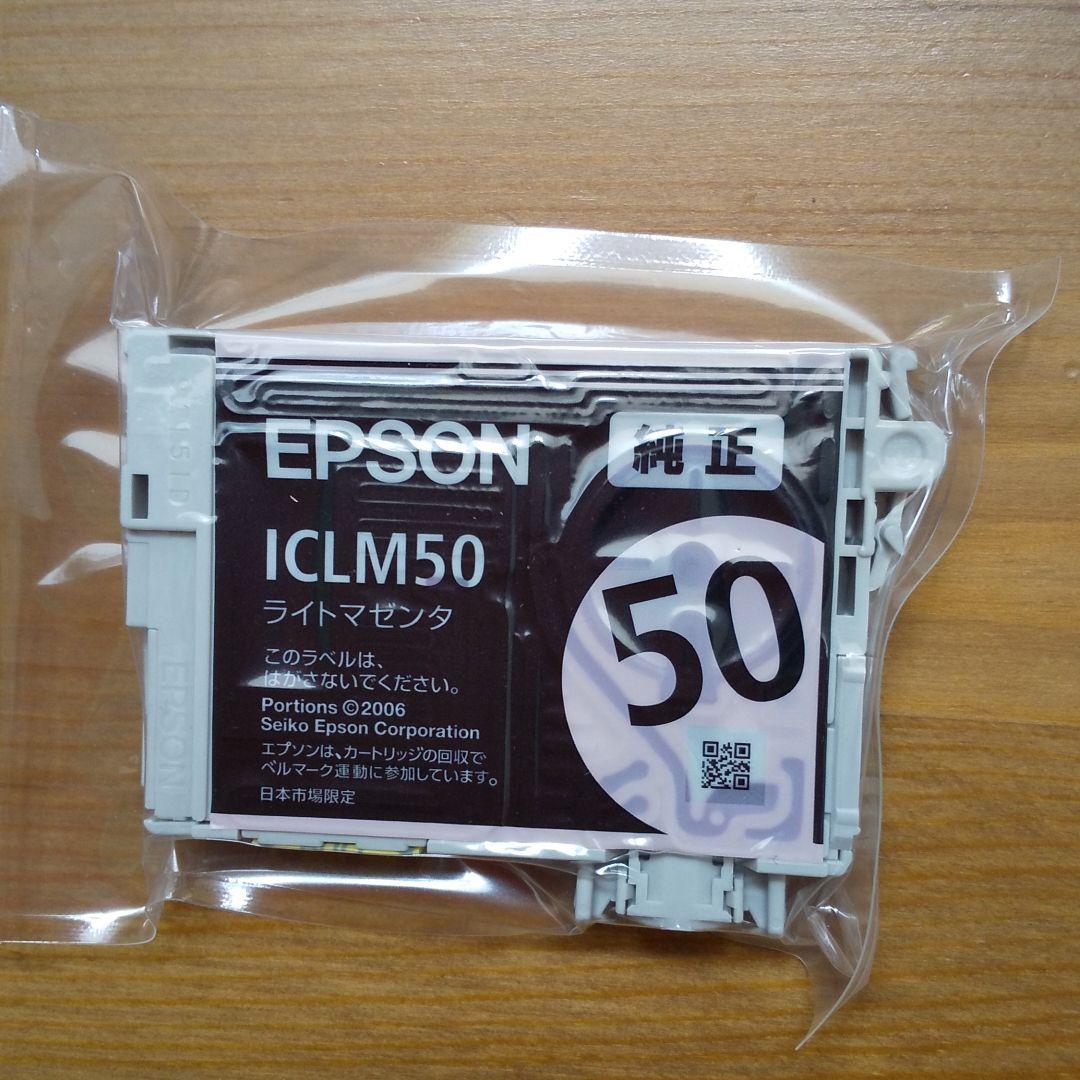 EPSON
純正
ICLM50
ライトマゼンタ
50
このラベルは、
はがさないでください。
Portions ©2006
Seiko Epson Corporation
エプソンは、カートリッジの回収で
ベルマーク運動に参加しています。
日本市場限定
EPSON